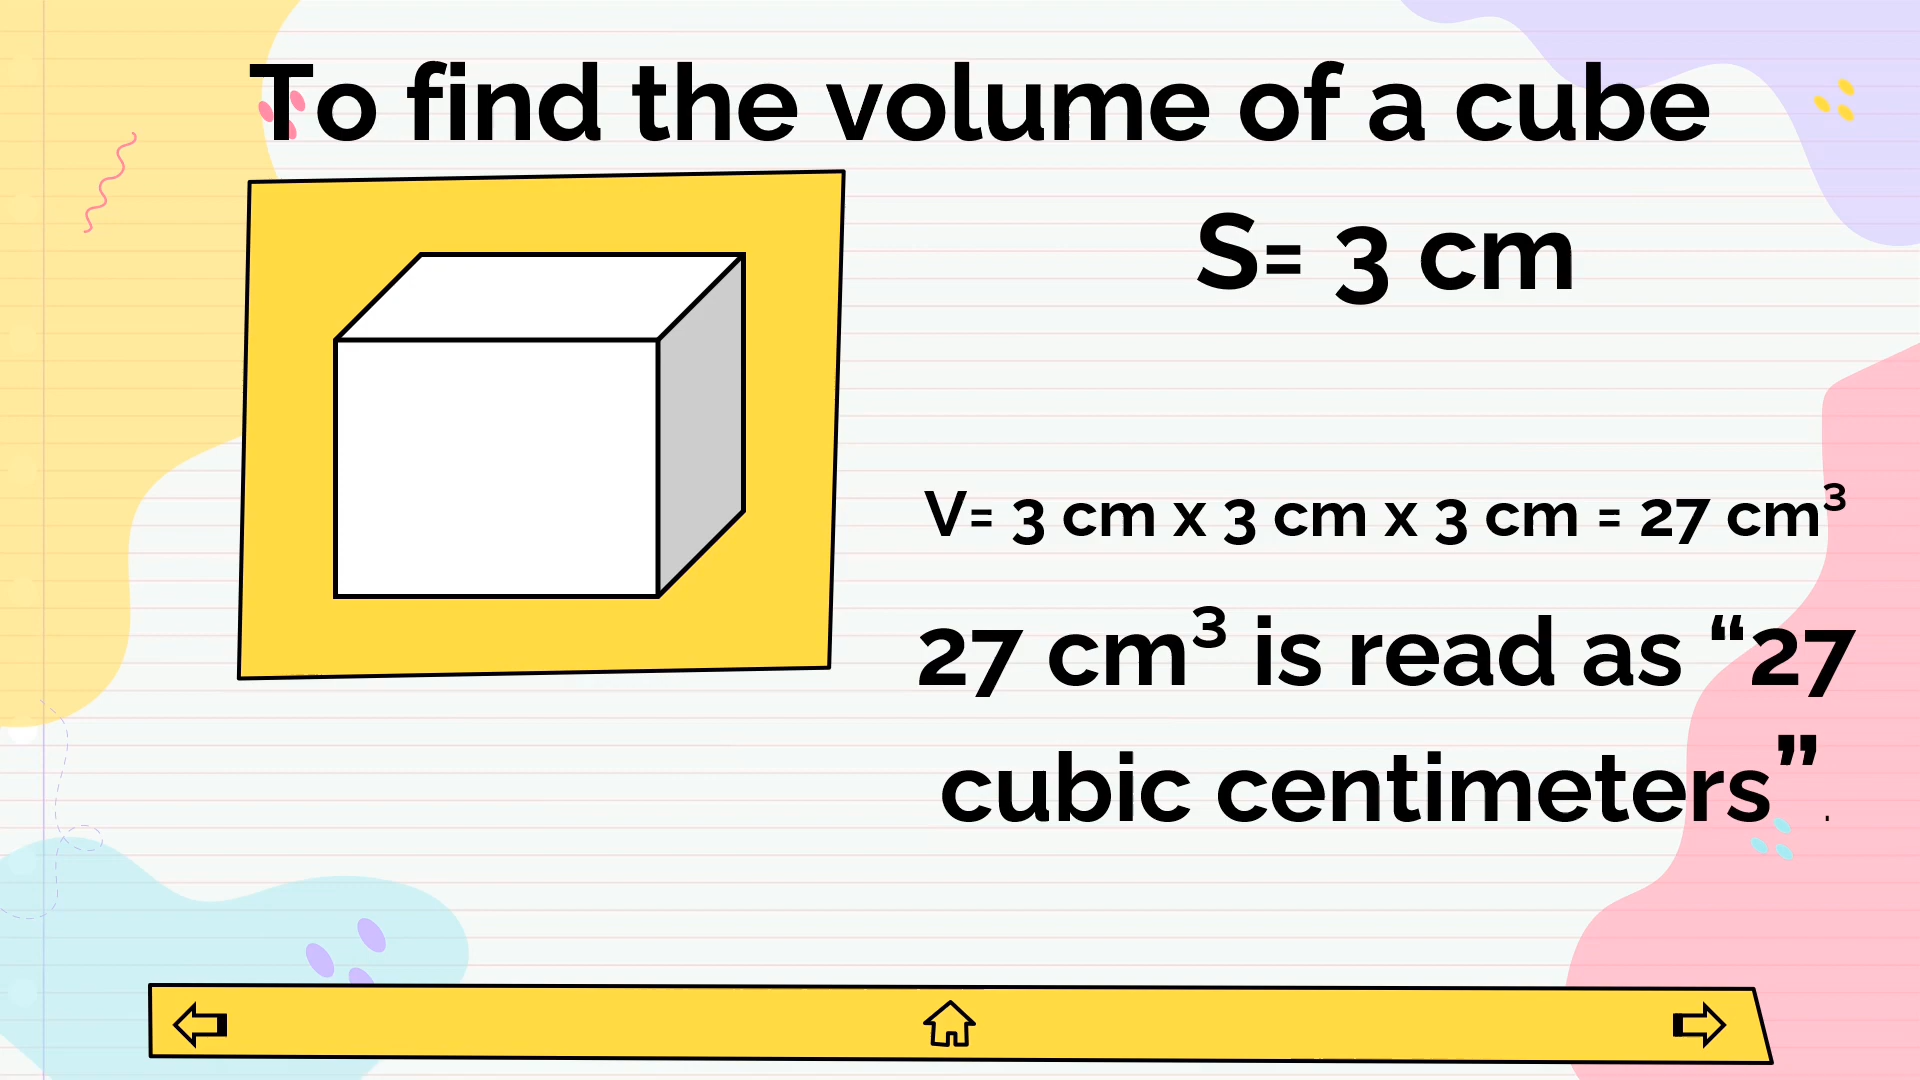 To find the volume of a cube
S= 3 cm
V= 3 cm x 3 cm x 3 cm = 27 cm³
27 cm³ is read as “27
cubic centimeters” .